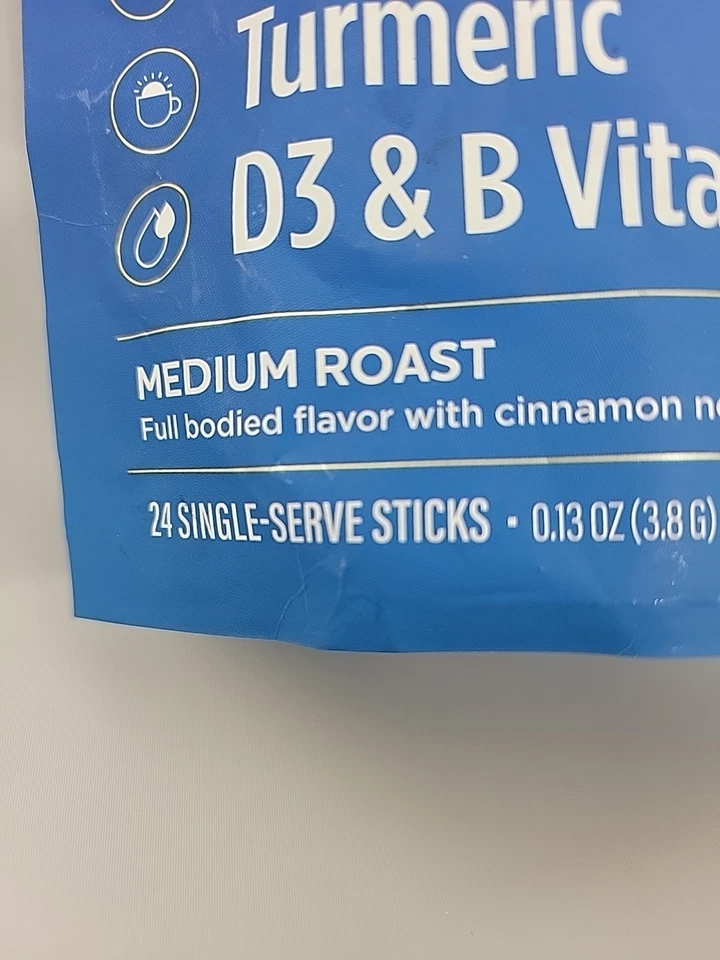 Turmeric
D3 & B Vita
MEDIUM ROAST
Full bodied flavor with cinnamon
24 SINGLE-SERVE STICKS · 0.13 OZ (3.8 G)